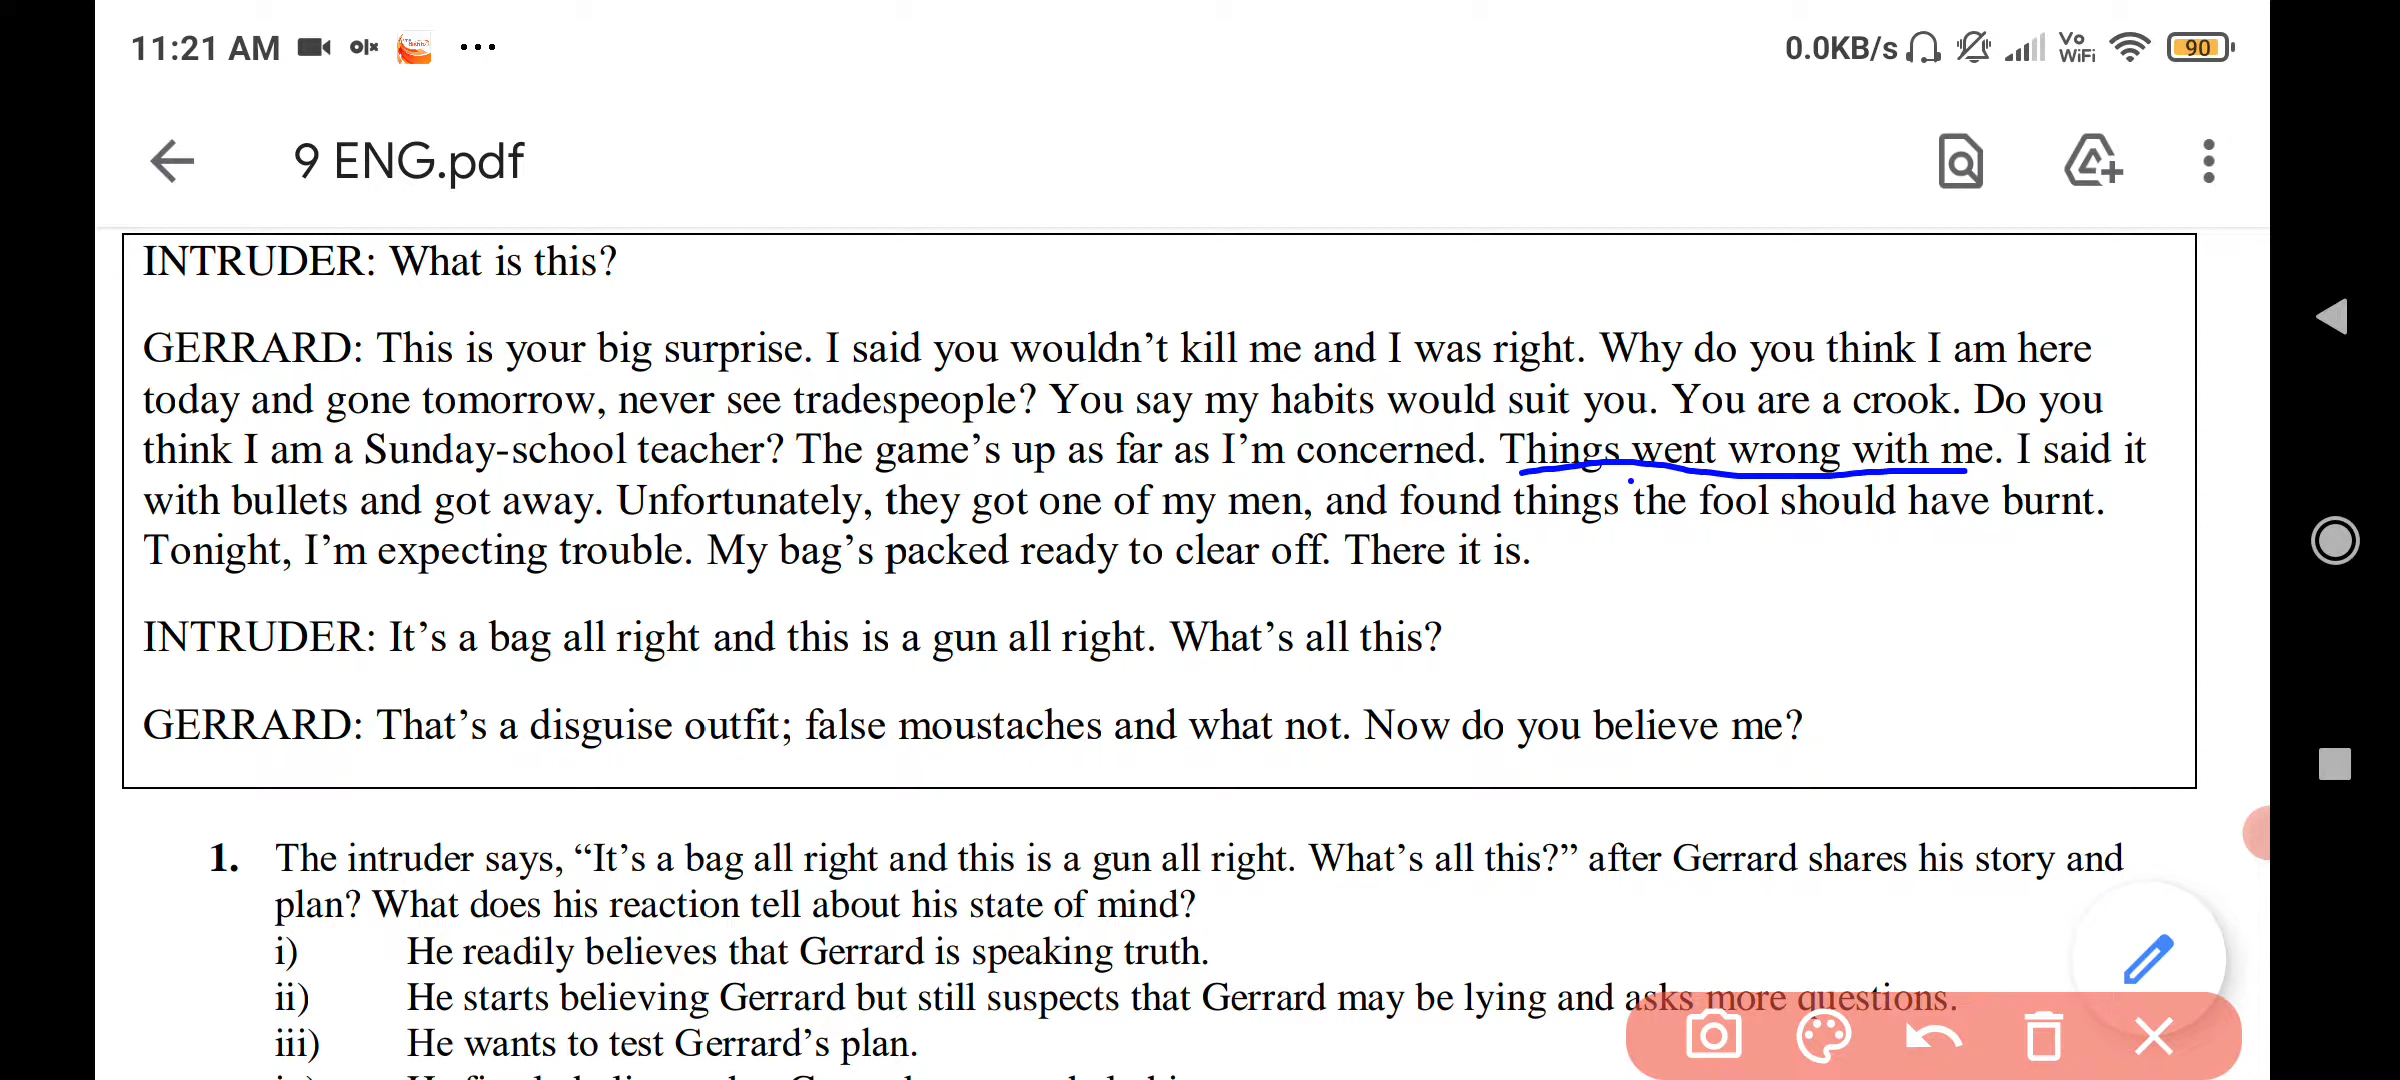 11:21 AM olx ... 0.0KB/s Vo WiFi 90
9 ENG.pdf
INTRUDER: What is this?
GERRARD: This is your big surprise. I said you wouldn’t kill me and I was right. Why do you think I am here
today and gone tomorrow, never see tradespeople? You say my habits would suit you. You are a crook. Do you
think I am a Sunday-school teacher? The game’s up as far as I’m concerned. Things went wrong with me. I said it
with bullets and got away. Unfortunately, they got one of my men, and found things the fool should have burnt.
Tonight, I’m expecting trouble. My bag’s packed ready to clear off. There it is.
INTRUDER: It’s a bag all right and this is a gun all right. What’s all this?
GERRARD: That’s a disguise outfit; false moustaches and what not. Now do you believe me?
1. The intruder says, “It’s a bag all right and this is a gun all right. What’s all this?” after Gerrard shares his story and
plan? What does his reaction tell about his state of mind?
i) He readily believes that Gerrard is speaking truth.
ii) He starts believing Gerrard but still suspects that Gerrard may be lying and asks more questions.
iii) He wants to test Gerrard’s plan.